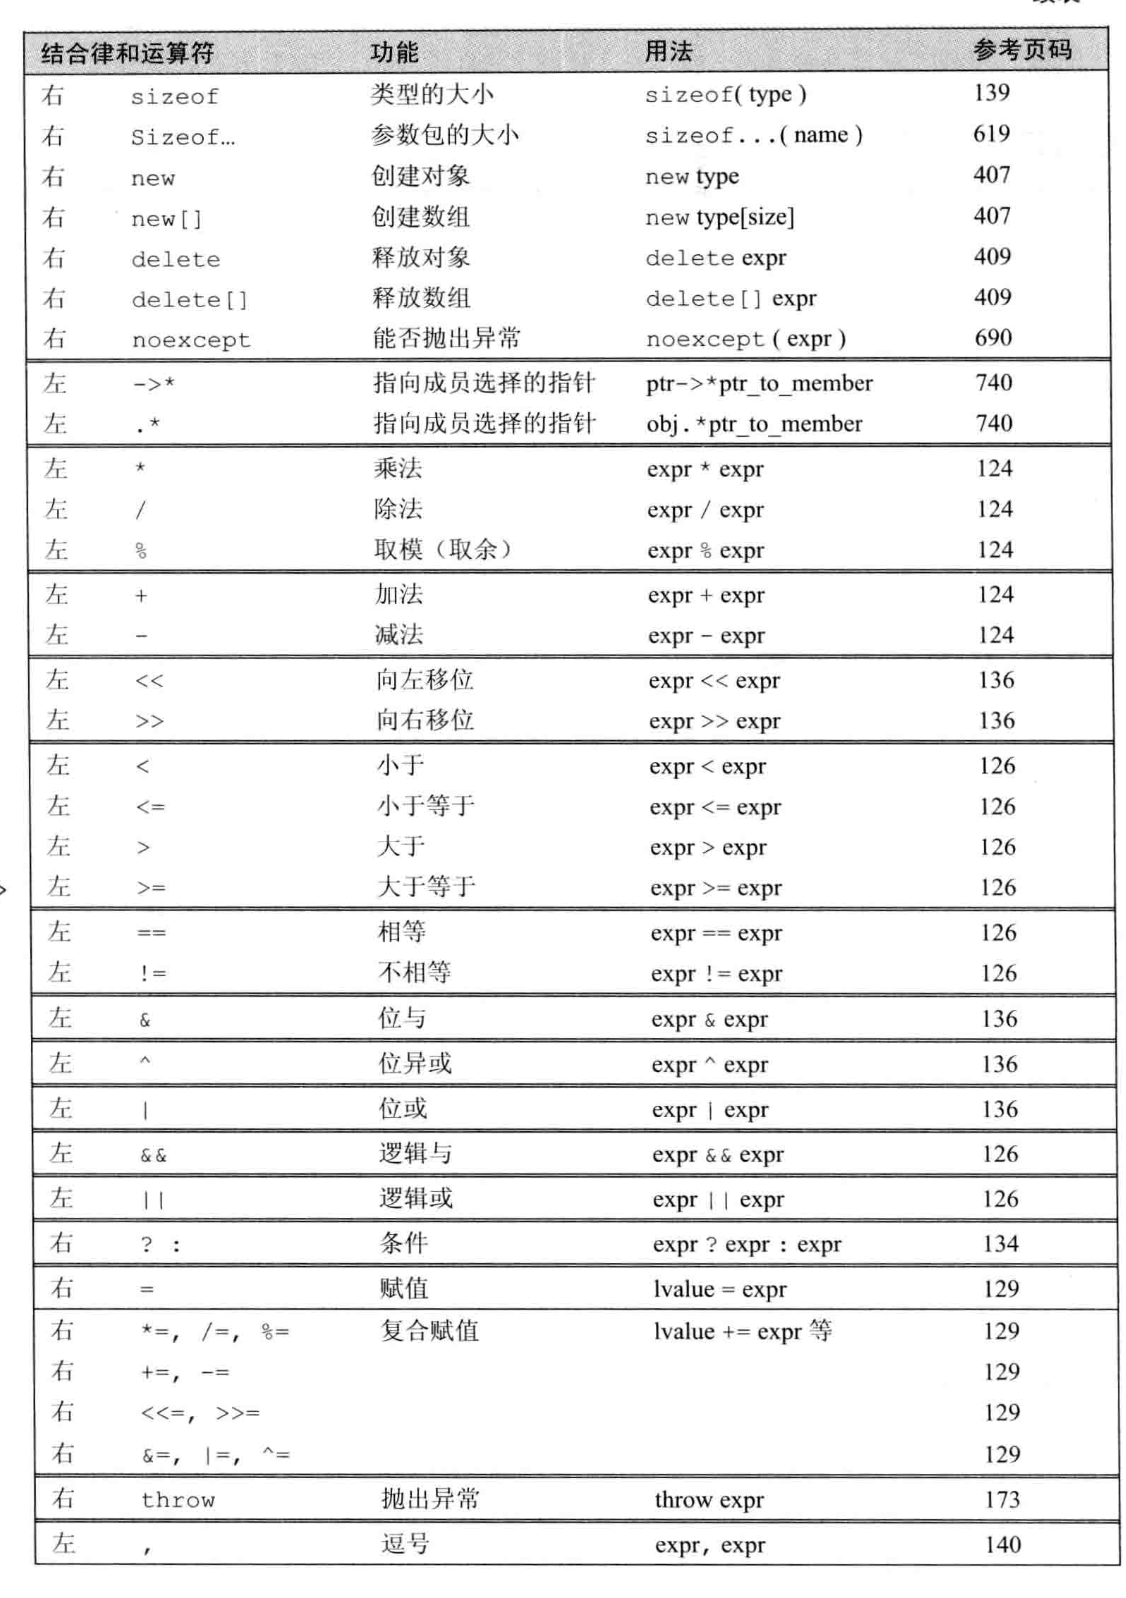 结合律和运算符 功能 用法 参考页码
右 sizeof 类型的大小 sizeof( type ) 139
右 Sizeof… 参数包的大小 sizeof...( name ) 619
右 new 创建对象 new type 407
右 new[] 创建数组 new type[size] 407
右 delete 释放对象 delete expr 409
右 delete[] 释放数组 delete[] expr 409
右 noexcept 能否抛出异常 noexcept ( expr ) 690
左 ->* 指向成员选择的指针 ptr->*ptr_to_member 740
左 .* 指向成员选择的指针 obj.*ptr_to_member 740
左 * 乘法 expr * expr 124
左 / 除法 expr / expr 124
左 % 取模（取余） expr % expr 124
左 + 加法 expr + expr 124
左 - 减法 expr - expr 124
左 << 向左移位 expr << expr 136
左 >> 向右移位 expr >> expr 136
左 < 小于 expr < expr 126
左 <= 小于等于 expr <= expr 126
左 > 大于 expr > expr 126
左 >= 大于等于 expr >= expr 126
左 == 相等 expr == expr 126
左 != 不相等 expr != expr 126
左 & 位与 expr & expr 136
左 ^ 位异或 expr ^ expr 136
左 | 位或 expr | expr 136
左 && 逻辑与 expr && expr 126
左 || 逻辑或 expr || expr 126
右 ? : 条件 expr ? expr : expr 134
右 = 赋值 lvalue = expr 129
右 *=, /=, %= 复合赋值 lvalue += expr 等 129
右 +=, -= 129
右 <<=, >>= 129
右 &=, |=, ^= 129
右 throw 抛出异常 throw expr 173
左 , 逗号 expr, expr 140